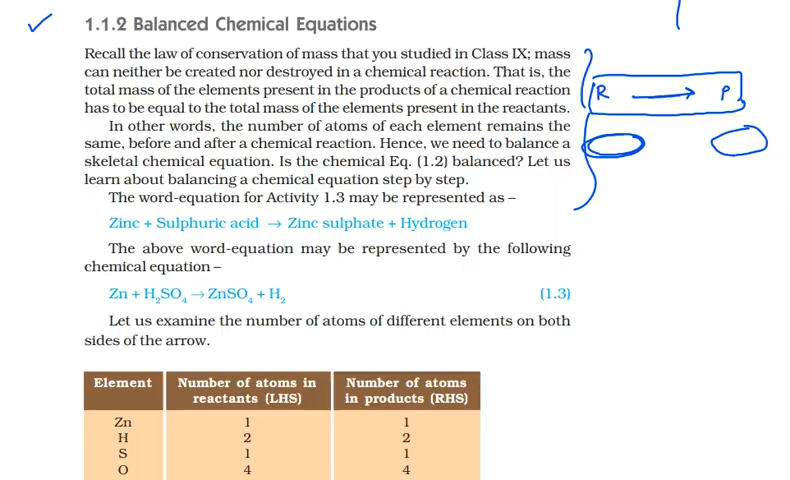 1.1.2 Balanced Chemical Equations
Recall the law of conservation of mass that you studied in Class IX; mass
can neither be created nor destroyed in a chemical reaction. That is, the
total mass of the elements present in the products of a chemical reaction
has to be equal to the total mass of the elements present in the reactants.
In other words, the number of atoms of each element remains the
same, before and after a chemical reaction. Hence, we need to balance a
skeletal chemical equation. Is the chemical Eq. (1.2) balanced? Let us
learn about balancing a chemical equation step by step.
The word-equation for Activity 1.3 may be represented as –
Zinc + Sulphuric acid → Zinc sulphate + Hydrogen
The above word-equation may be represented by the following
chemical equation –
Zn + H₂SO₄ → ZnSO₄ + H₂ (1.3)
Let us examine the number of atoms of different elements on both
sides of the arrow.
Element Number of atoms in reactants (LHS) Number of atoms in products (RHS)
Zn 1 1
H 2 2
S 1 1
O 4 4
R → P